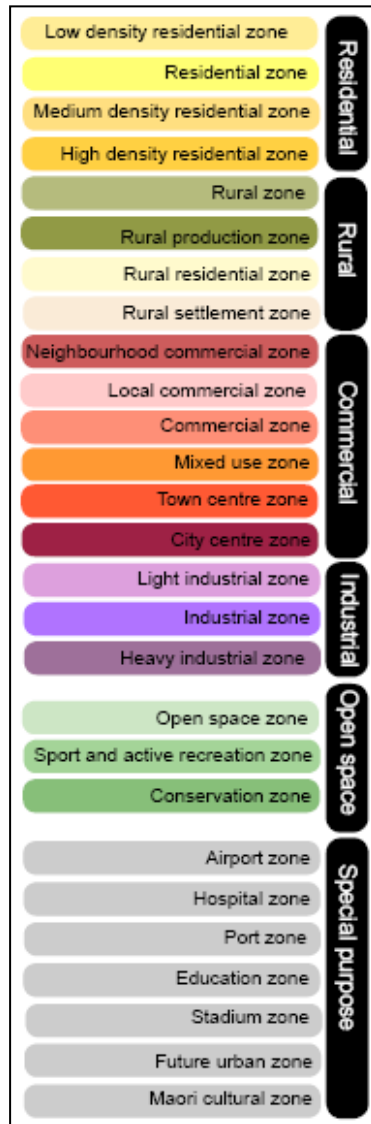 Low density residential zone
Residential zone
Medium density residential zone
High density residential zone
Residential
Rural zone
Rural production zone
Rural residential zone
Rural settlement zone
Rural
Neighbourhood commercial zone
Local commercial zone
Commercial zone
Mixed use zone
Town centre zone
City centre zone
Commercial
Light industrial zone
Industrial zone
Heavy industrial zone
Industrial
Open space zone
Sport and active recreation zone
Conservation zone
Open space
Airport zone
Hospital zone
Port zone
Education zone
Stadium zone
Future urban zone
Maori cultural zone
Special purpose